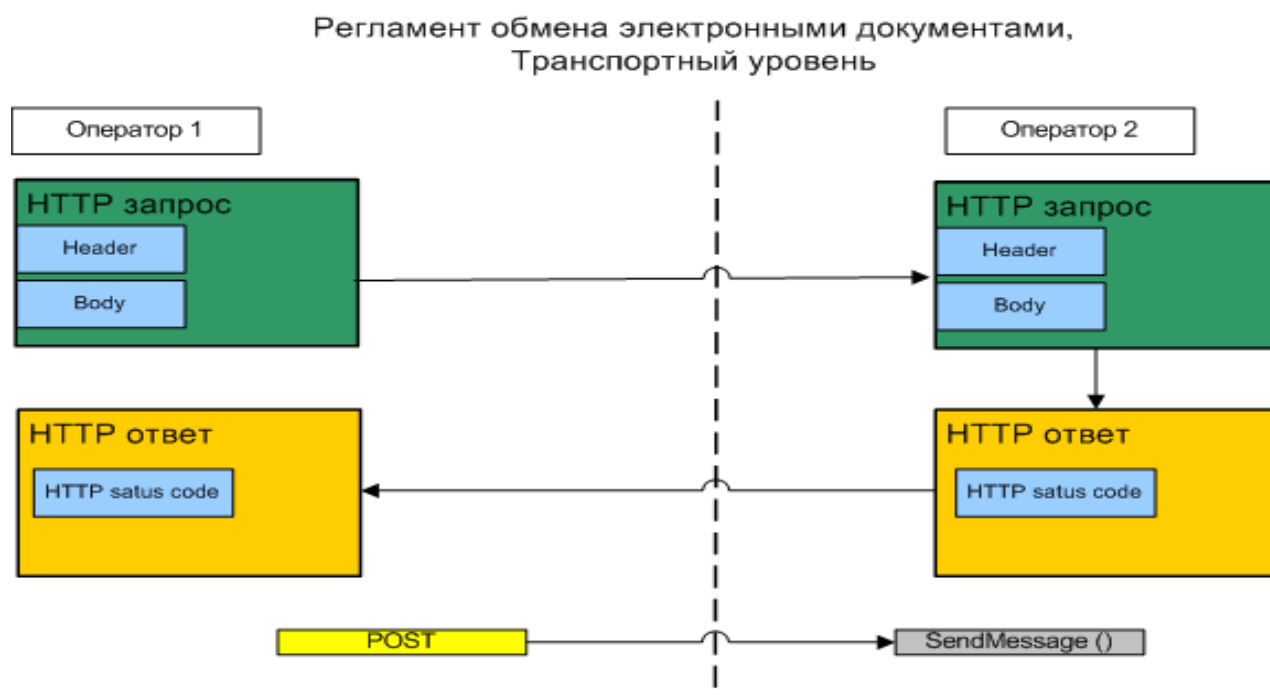 Регламент обмена электронными документами,
Транспортный уровень
Оператор 1
Оператор 2
HTTP запрос
Header
Body
HTTP запрос
Header
Body
HTTP ответ
HTTP satus code
HTTP ответ
HTTP satus code
POST
SendMessage ()